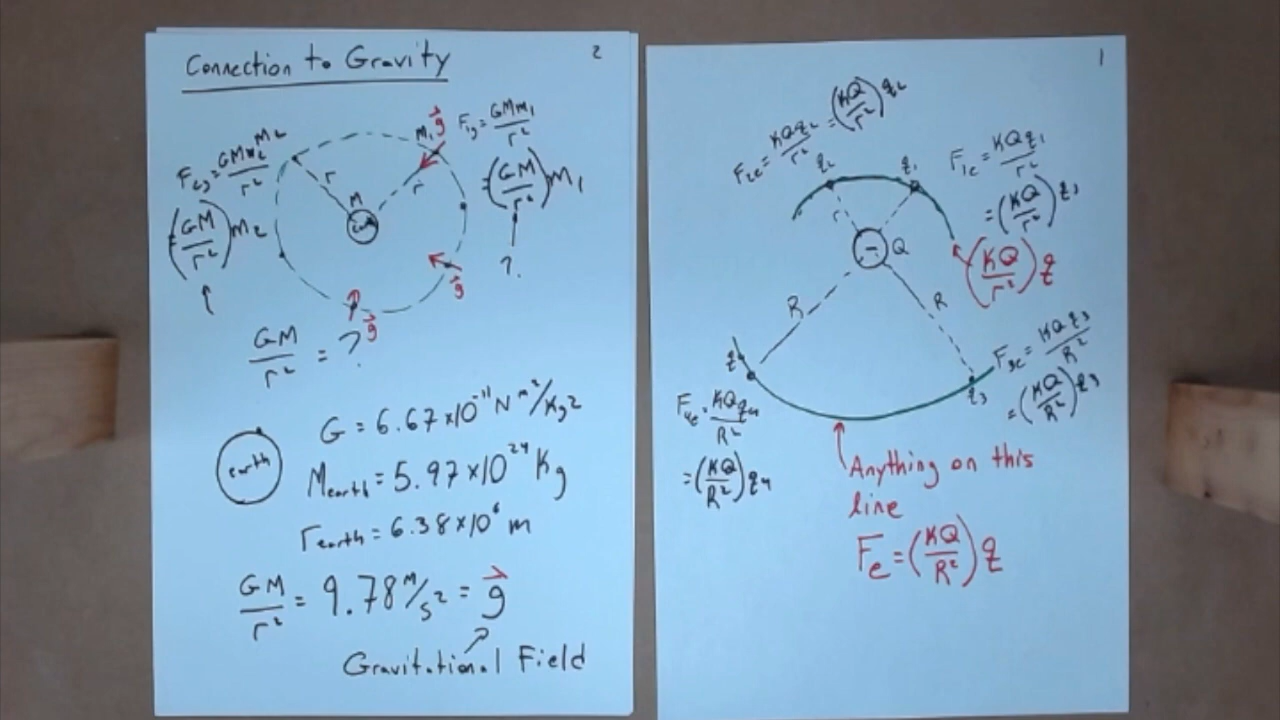 Connection to Gravity
2
M₁
g⃗
F₁g = GMm₁/r²
= (GM/r²) m₁
?
m₂
F₂g = GMm₂/r²
= (GM/r²) m₂
r
r
M
earth
g⃗
g⃗
GM/r² = ?
earth
G = 6.67×10⁻¹¹ N m²/kg²
Mearth = 5.97×10²⁴ Kg
rearth = 6.38×10⁶ m
GM/r² = 9.78 m/s² = g⃗
Gravitational Field
1
F₂e = KQq₂/r² = (KQ/r²) q₂
q₂
q₁
F₁e = KQq₁/r²
= (KQ/r²)
r
- Q
(KQ/r²) q
R
R
q
q₃
F₃e = KQq₃/R²
= (KQ/R²) q₃
F₄e = KQq₄/R²
= (KQ/R²) q₄
Anything on this
line
Fe = (KQ/R²) q